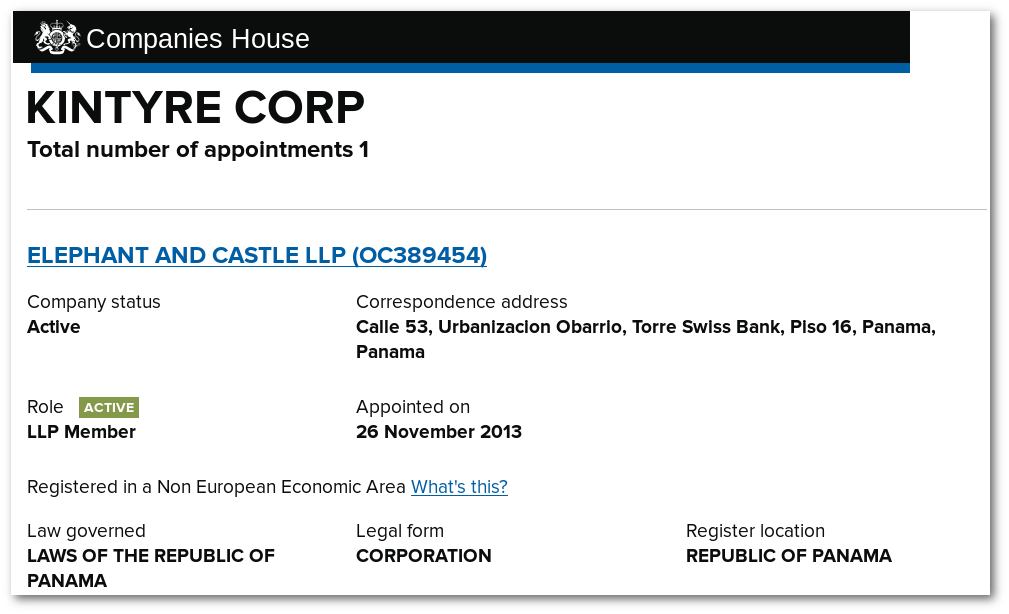 Companies House
KINTYRE CORP
Total number of appointments 1
ELEPHANT AND CASTLE LLP (OC389454)
Company status
Active
Correspondence address
Calle 53, Urbanizacion Obarrio, Torre Swiss Bank, Piso 16, Panama,
Panama
Role ACTIVE
LLP Member
Appointed on
26 November 2013
Registered in a Non European Economic Area What's this?
Law governed
LAWS OF THE REPUBLIC OF
PANAMA
Legal form
CORPORATION
Register location
REPUBLIC OF PANAMA